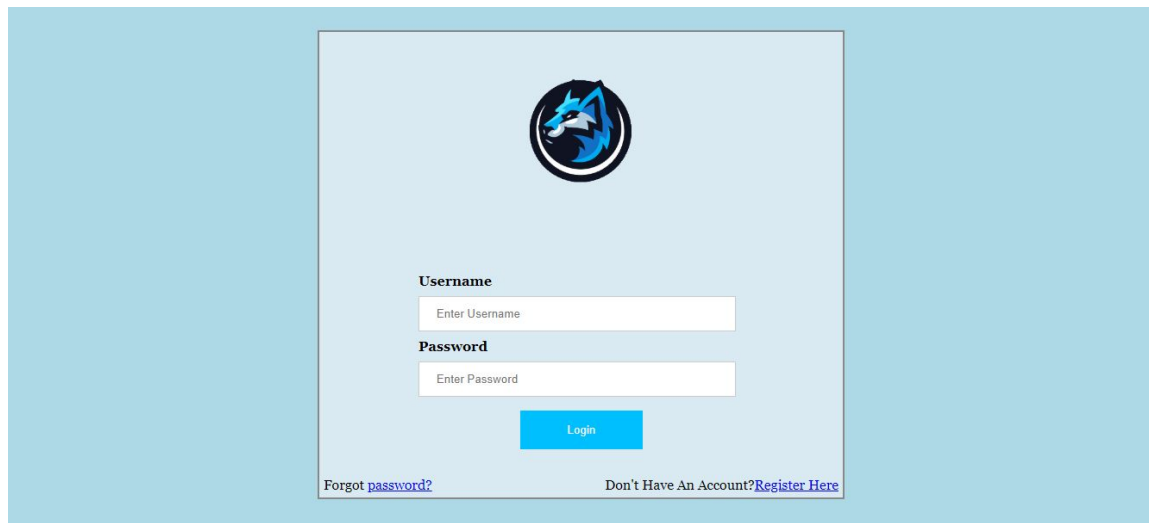 Username
Enter Username
Password
Enter Password
Login
Forgot password? Don't Have An Account?Register Here